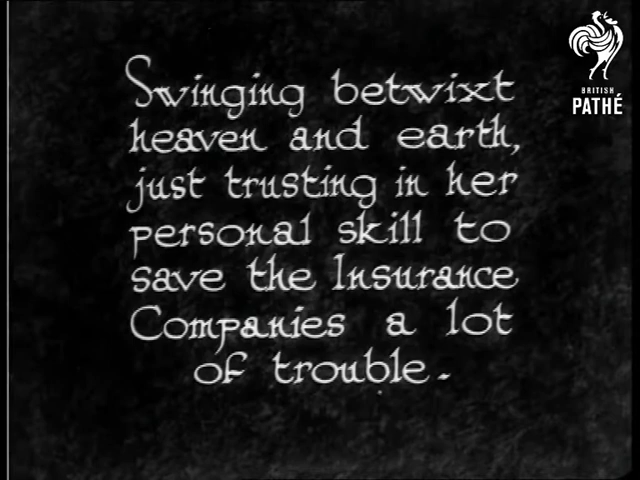 Swinging betwixt
heaven and earth,
just trusting in her
personal skill to
save the Insurance
Companies a lot
of trouble.
BRITISH
PATHÉ